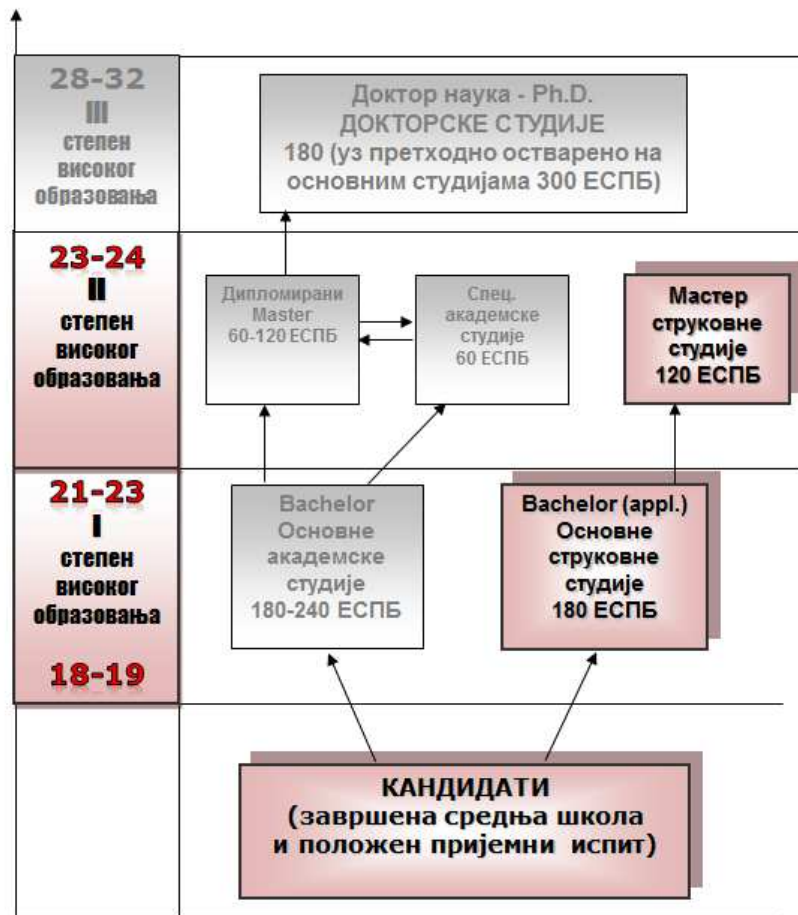 28-32
III
степен
високог
образовања
Доктор наука - Ph.D.
ДОКТОРСКЕ СТУДИЈЕ
180 (уз претходно остварено на
основним студијама 300 ЕСПБ)
23-24
II
степен
високог
образовања
Дипломирани
Master
60-120 ЕСПБ
Спец.
академске
студије
60 ЕСПБ
Мастер
струковне
студије
120 ЕСПБ
21-23
I
степен
високог
образовања
18-19
Bachelor
Основне
академске
студије
180-240 ЕСПБ
Bachelor (appl.)
Основне
струковне
студије
180 ЕСПБ
КАНДИДАТИ
(завршена средња школа
и положен пријемни испит)